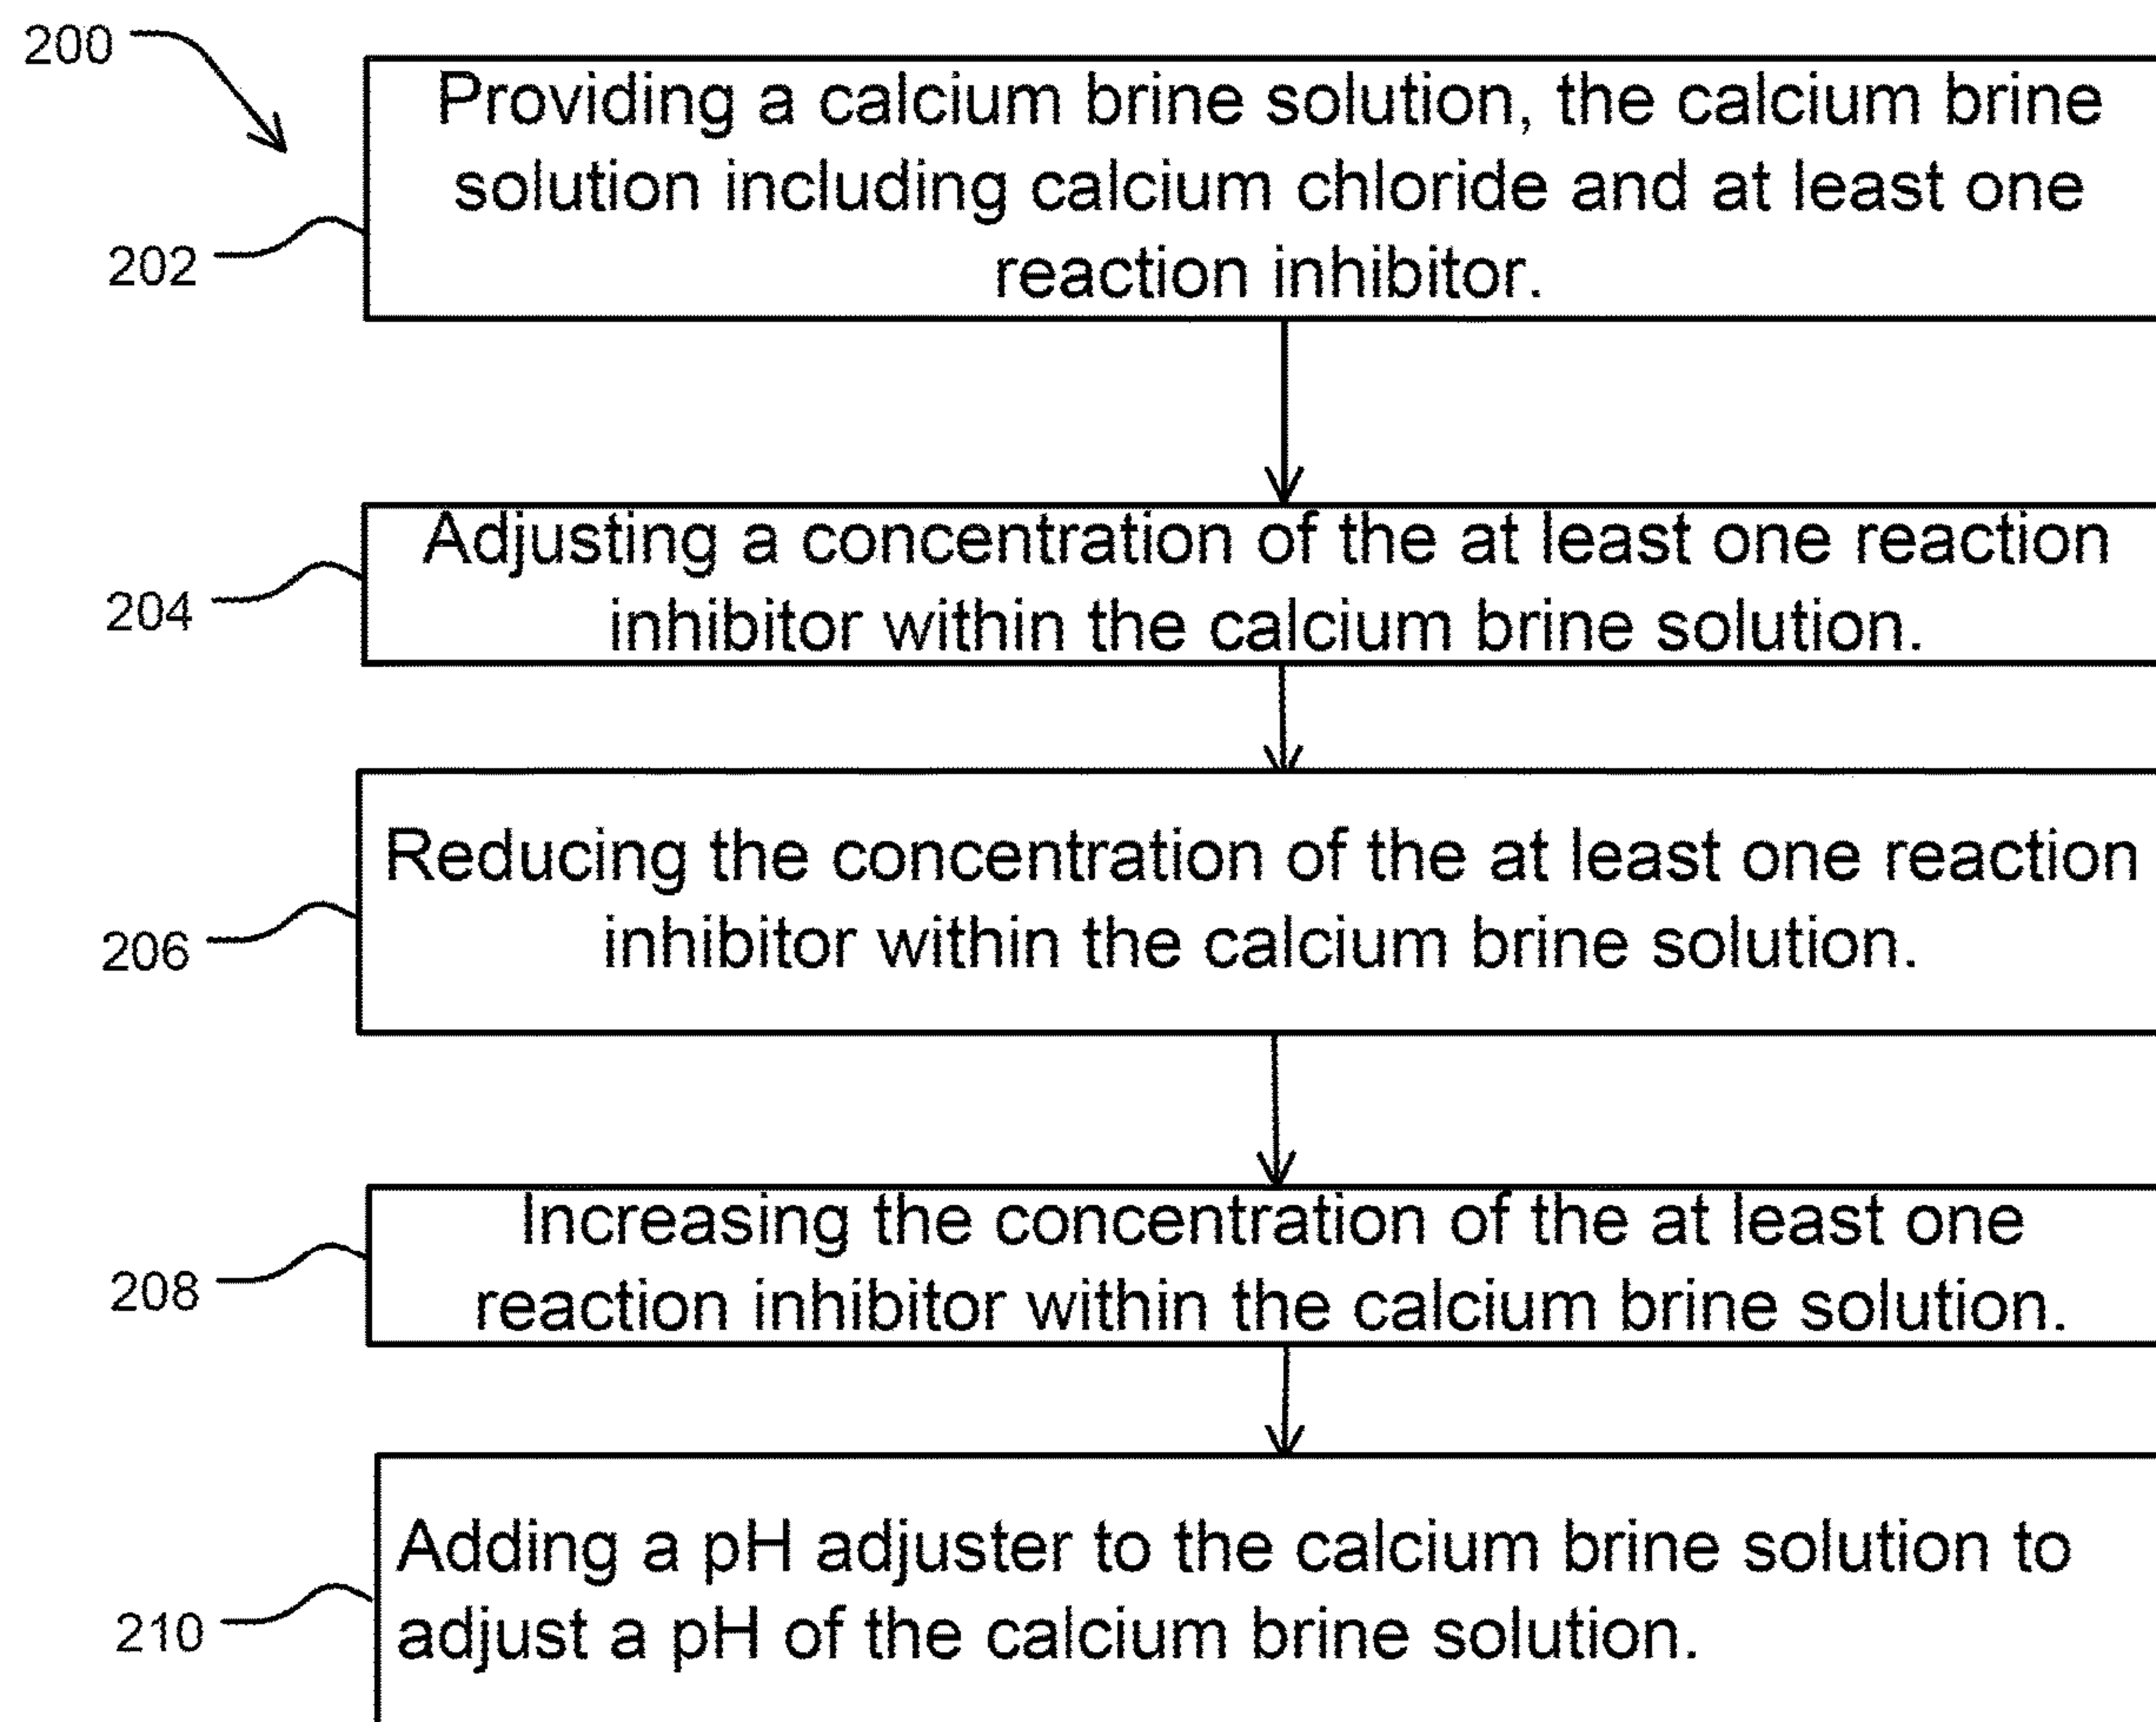 200
Providing a calcium brine solution, the calcium brine
solution including calcium chloride and at least one
reaction inhibitor.
202
Adjusting a concentration of the at least one reaction
inhibitor within the calcium brine solution.
204
Reducing the concentration of the at least one reaction
inhibitor within the calcium brine solution.
206
Increasing the concentration of the at least one
reaction inhibitor within the calcium brine solution.
208
Adding a pH adjuster to the calcium brine solution to
adjust a pH of the calcium brine solution.
210